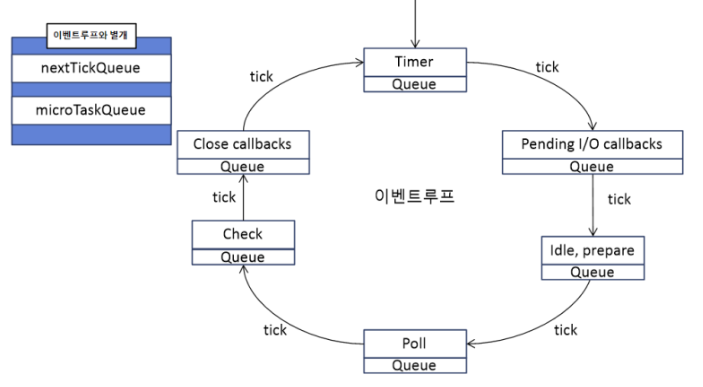 이벤트루프와 별개
nextTickQueue
microTaskQueue
Timer
Queue
tick
tick
Close callbacks
Queue
Pending I/O callbacks
Queue
tick
이벤트루프
tick
Check
Queue
Idle, prepare
Queue
tick
tick
Poll
Queue